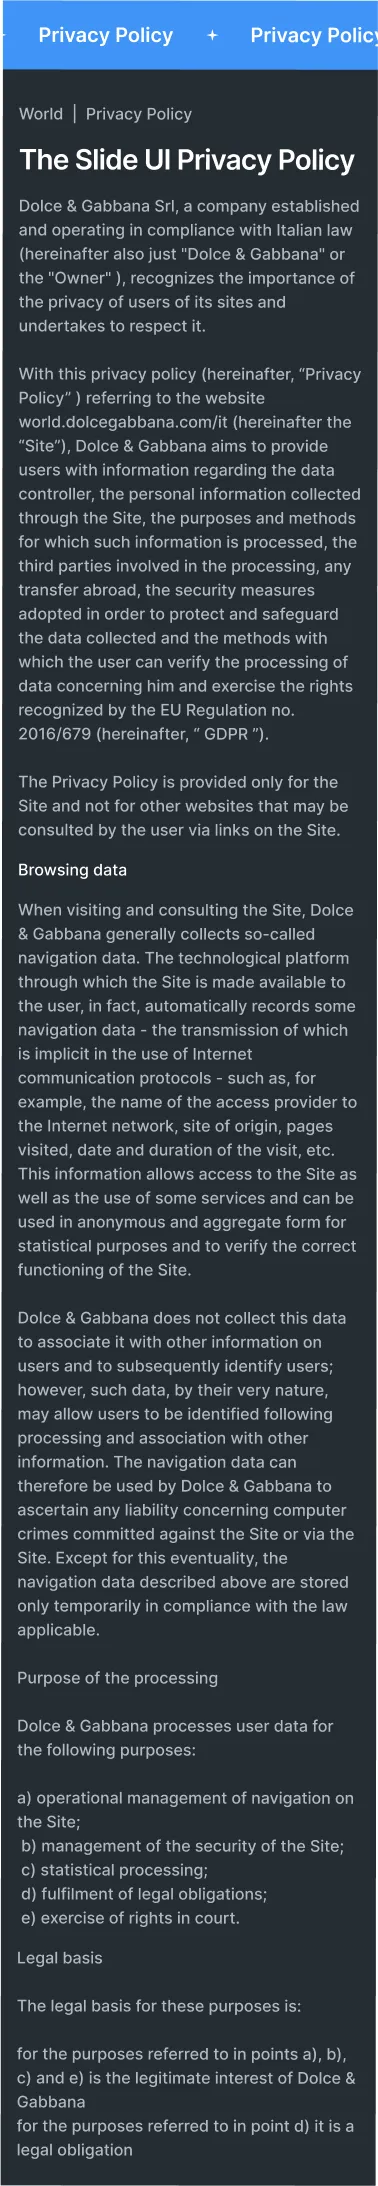 Privacy Policy Privacy Policy
World | Privacy Policy
The Slide UI Privacy Policy
Dolce & Gabbana Srl, a company established
and operating in compliance with Italian law
(hereinafter also just "Dolce & Gabbana" or
the "Owner" ), recognizes the importance of
the privacy of users of its sites and
undertakes to respect it.
With this privacy policy (hereinafter, “Privacy
Policy” ) referring to the website
world.dolcegabbana.com/it (hereinafter the
“Site”), Dolce & Gabbana aims to provide
users with information regarding the data
controller, the personal information collected
through the Site, the purposes and methods
for which such information is processed, the
third parties involved in the processing, any
transfer abroad, the security measures
adopted in order to protect and safeguard
the data collected and the methods with
which the user can verify the processing of
data concerning him and exercise the rights
recognized by the EU Regulation no.
2016/679 (hereinafter, “ GDPR ”).
The Privacy Policy is provided only for the
Site and not for other websites that may be
consulted by the user via links on the Site.
Browsing data
When visiting and consulting the Site, Dolce
& Gabbana generally collects so-called
navigation data. The technological platform
through which the Site is made available to
the user, in fact, automatically records some
navigation data - the transmission of which
is implicit in the use of Internet
communication protocols - such as, for
example, the name of the access provider to
the Internet network, site of origin, pages
visited, date and duration of the visit, etc.
This information allows access to the Site as
well as the use of some services and can be
used in anonymous and aggregate form for
statistical purposes and to verify the correct
functioning of the Site.
Dolce & Gabbana does not collect this data
to associate it with other information on
users and to subsequently identify users;
however, such data, by their very nature,
may allow users to be identified following
processing and association with other
information. The navigation data can
therefore be used by Dolce & Gabbana to
ascertain any liability concerning computer
crimes committed against the Site or via the
Site. Except for this eventuality, the
navigation data described above are stored
only temporarily in compliance with the law
applicable.
Purpose of the processing
Dolce & Gabbana processes user data for
the following purposes:
a) operational management of navigation on
the Site;
b) management of the security of the Site;
c) statistical processing;
d) fulfilment of legal obligations;
e) exercise of rights in court.
Legal basis
The legal basis for these purposes is:
for the purposes referred to in points a), b),
c) and e) is the legitimate interest of Dolce &
Gabbana
for the purposes referred to in point d) it is a
legal obligation